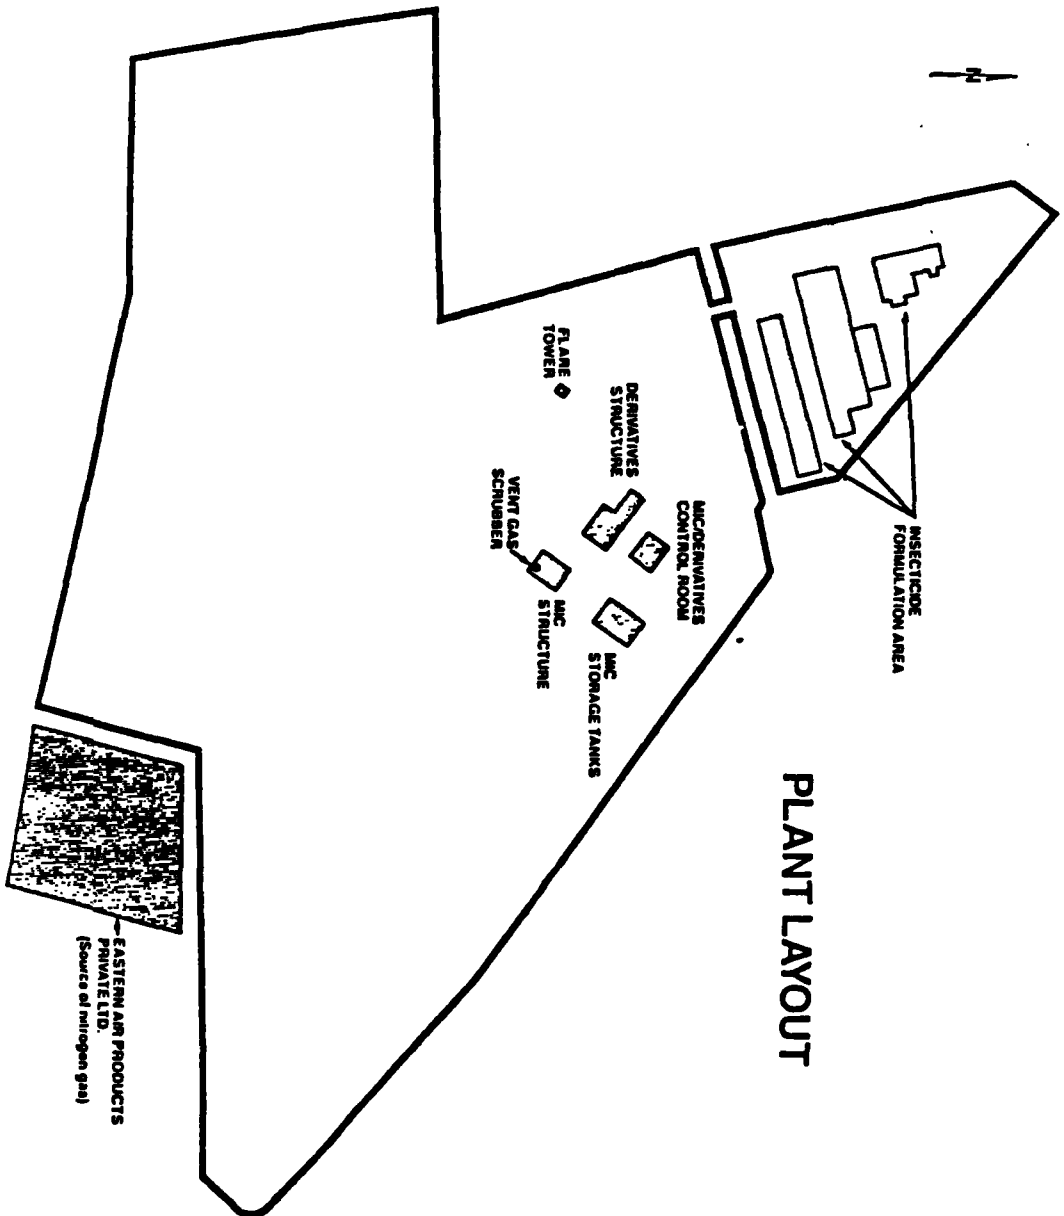 PLANT LAYOUT
N
INSECTICIDE
FORMULATION AREA
MIC/DERIVATIVES
CONTROL ROOM
DERIVATIVES
STRUCTURE
MIC
STORAGE TANKS
FLARE
TOWER
VENT GAS
SCRUBBER
MIC
STRUCTURE
EASTERN AIR PRODUCTS
PRIVATE LTD.
(Source of nitrogen gas)